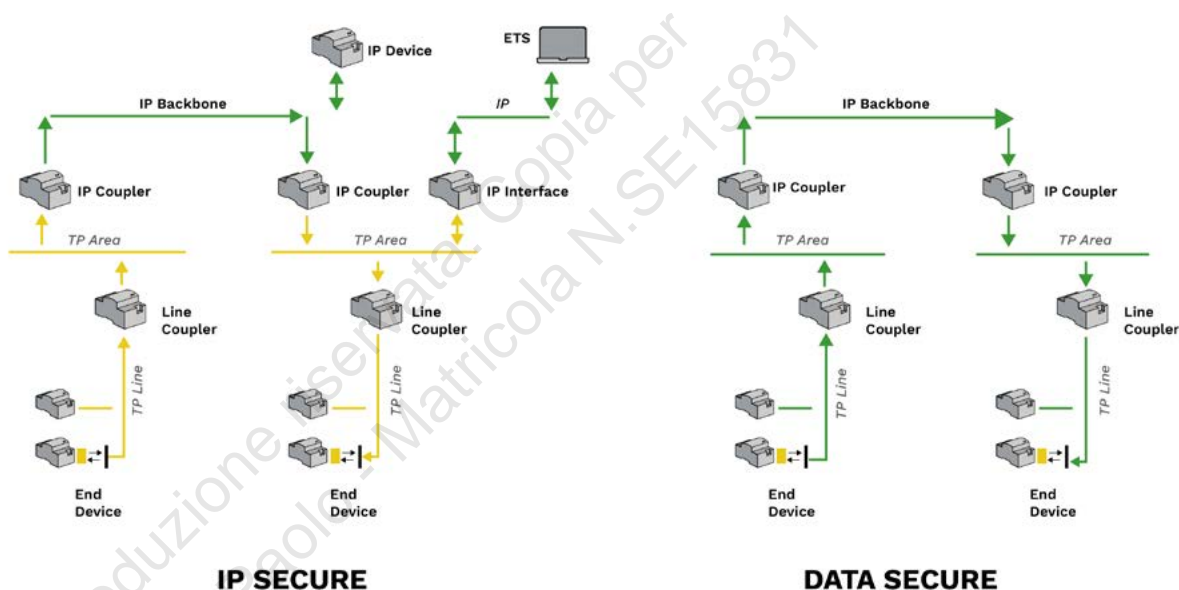 IP Device
ETS
IP Backbone
IP
IP Coupler
IP Coupler
IP Interface
TP Area
TP Area
Line
Coupler
Line
Coupler
TP Line
TP Line
End
Device
End
Device
IP SECURE
IP Backbone
IP Coupler
IP Coupler
TP Area
TP Area
Line
Coupler
Line
Coupler
TP Line
TP Line
End
Device
End
Device
DATA SECURE
Copia per
riservata.
Matricola N.SE15831